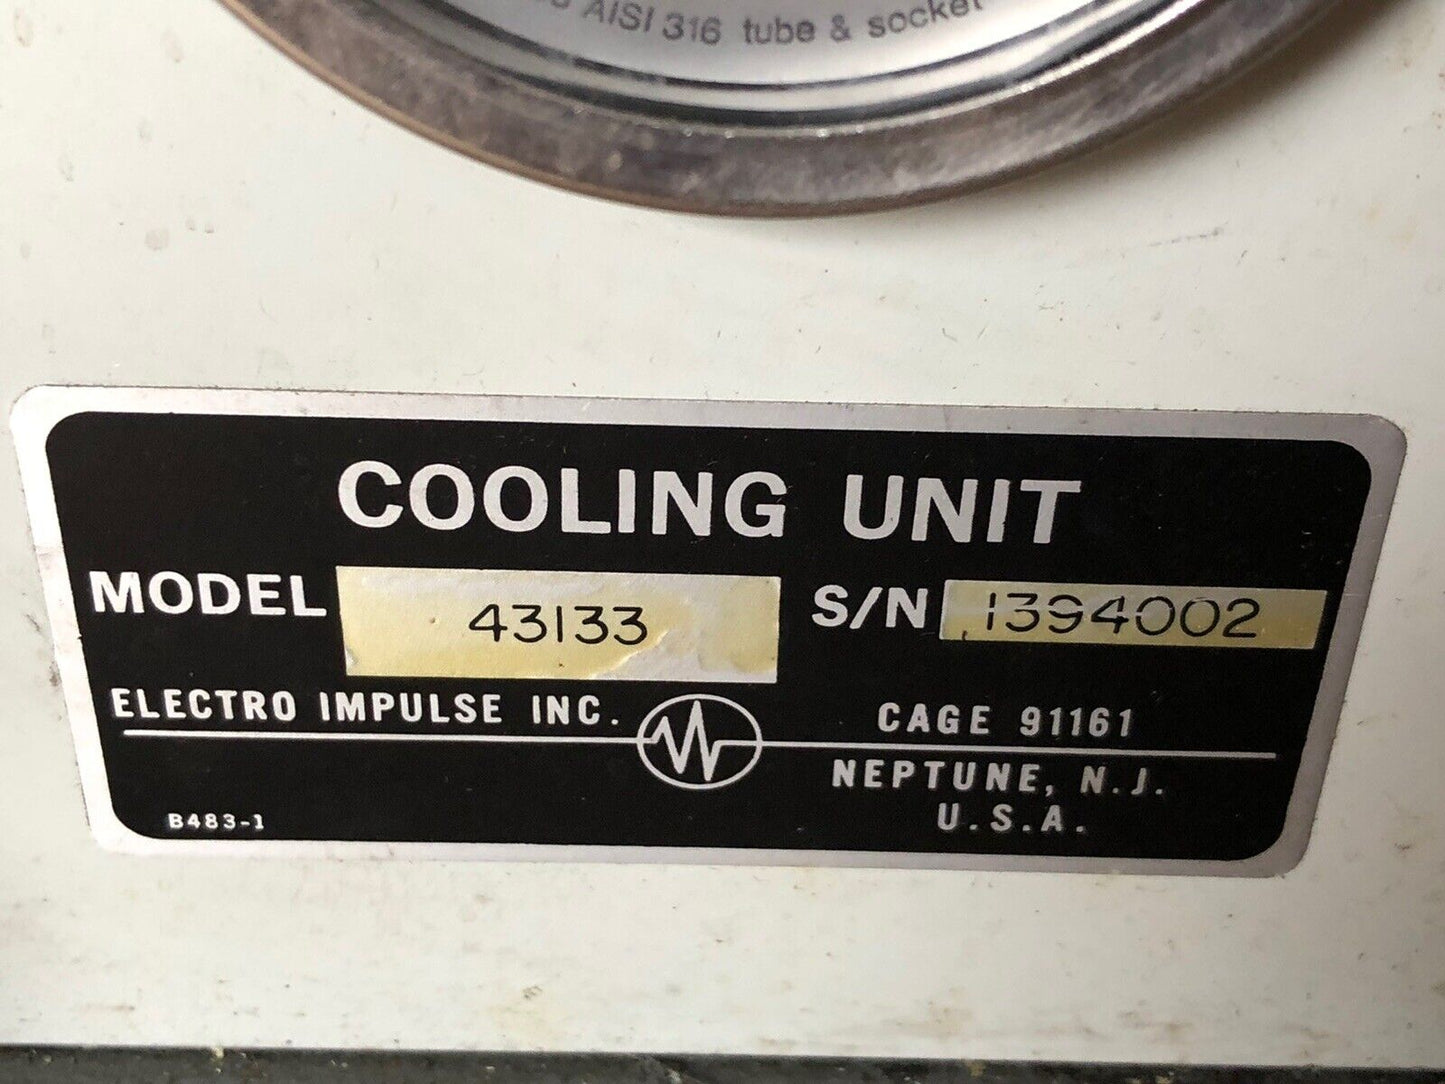 AISI 316 tube & socket
COOLING UNIT
MODEL 43133 S/N 1394002
ELECTRO IMPULSE INC. CAGE 91161
NEPTUNE, N.J.
U.S.A.
B483-1